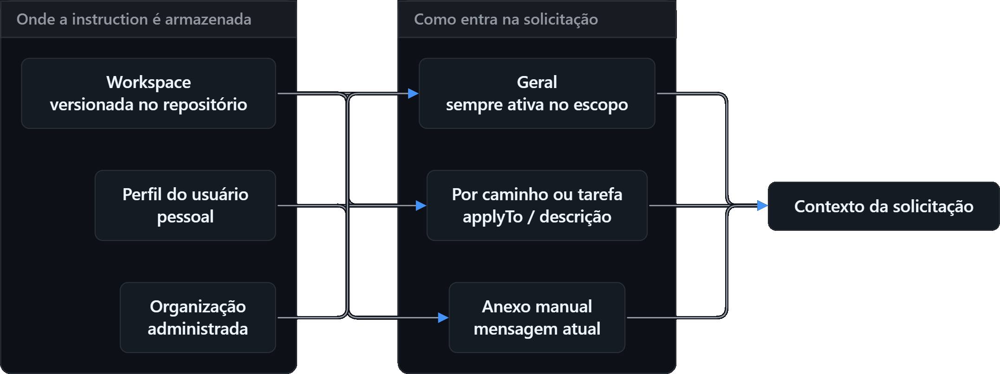 Onde a instruction é armazenada
Workspace
versionada no repositório
Perfil do usuário
pessoal
Organização
administrada
Como entra na solicitação
Geral
sempre ativa no escopo
Por caminho ou tarefa
applyTo / descrição
Anexo manual
mensagem atual
Contexto da solicitação